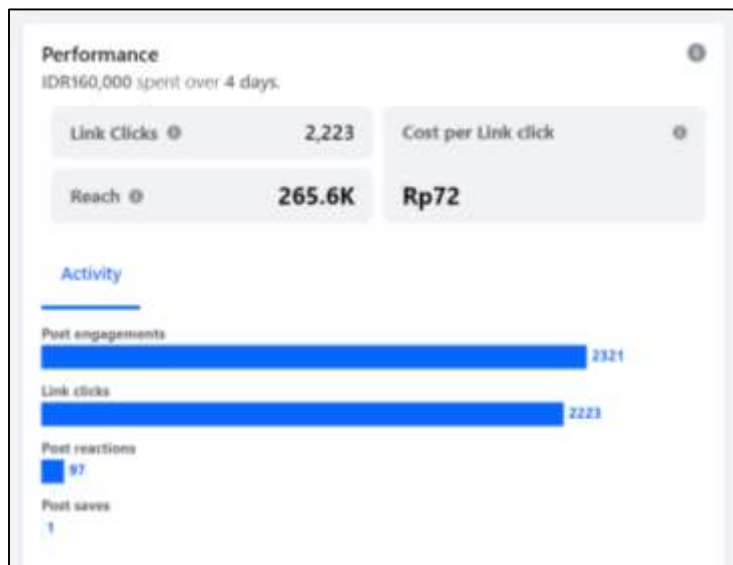 Performance
IDR160,000 spent over 4 days.
Link Clicks 2,223
Cost per Link click
Reach 265.6K
Rp72
Activity
Post engagements
2321
Link clicks
2223
Post reactions
97
Post saves
1